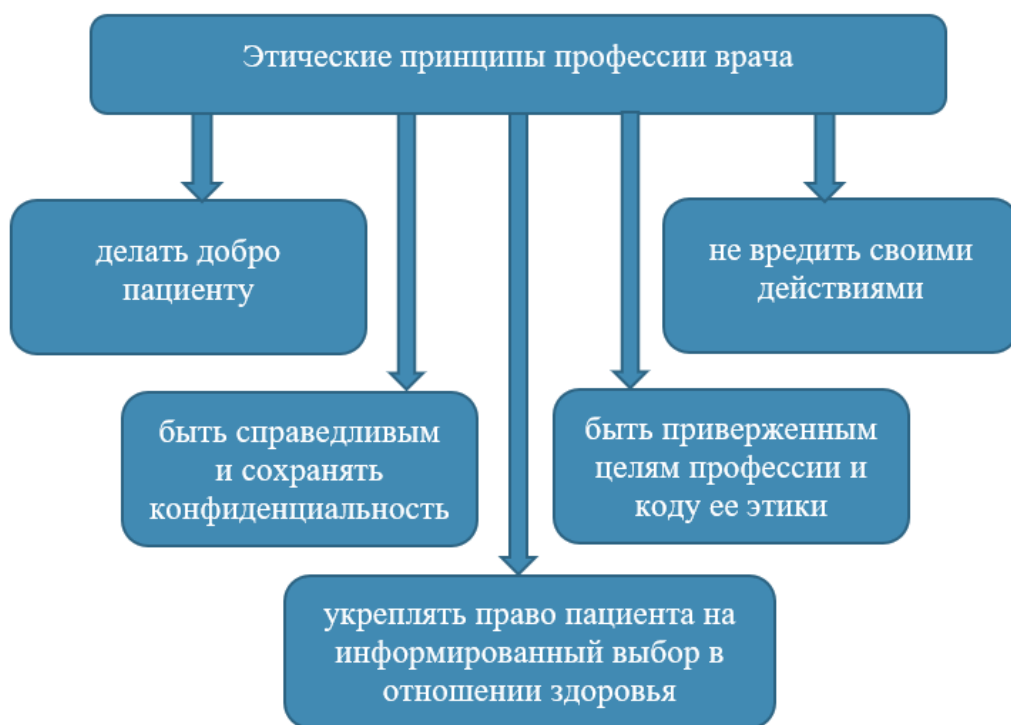 Этические принципы профессии врача
делать добро
пациенту
не вредить своими
действиями
быть справедливым
и сохранять
конфиденциальность
быть приверженным
целям профессии и
коду ее этики
укреплять право пациента на
информированный выбор в
отношении здоровья